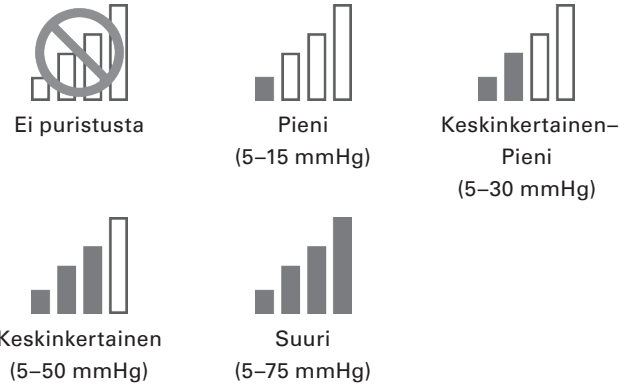 Ei puristusta
Pieni
(5–15 mmHg)
Keskinkertainen–
Pieni
(5–30 mmHg)
Keskinkertainen
(5–50 mmHg)
Suuri
(5–75 mmHg)